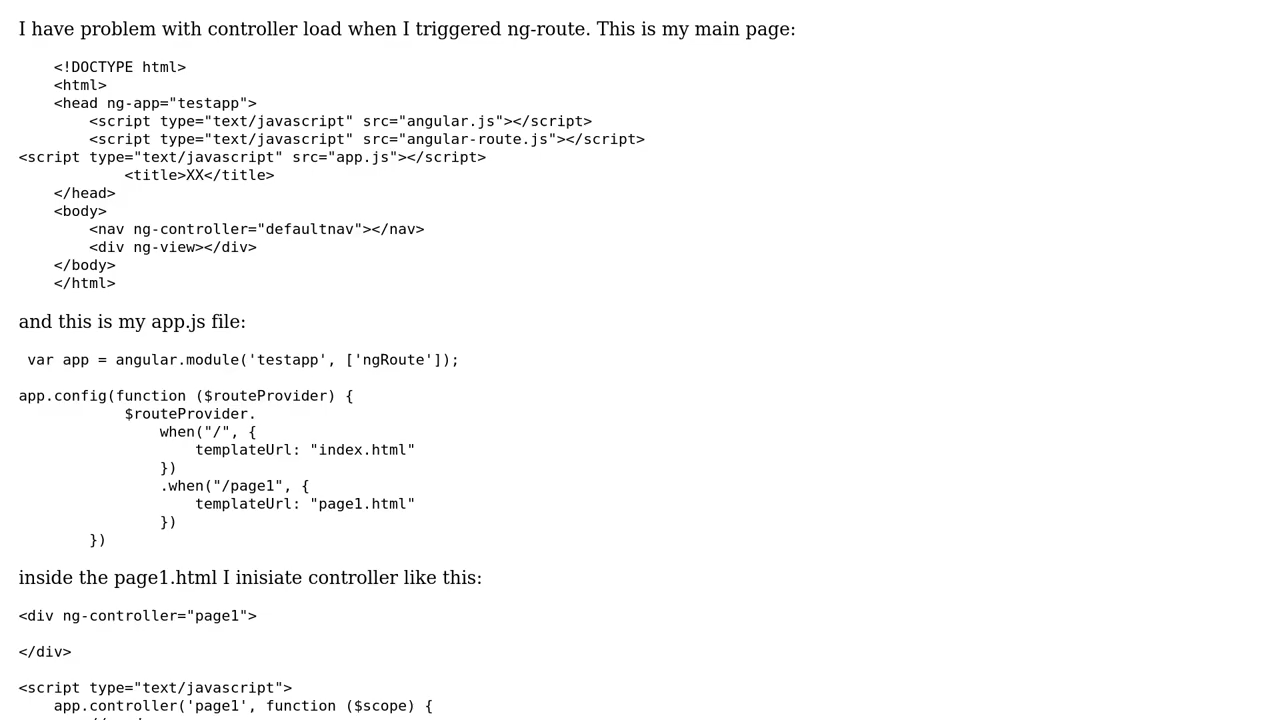 I have problem with controller load when I triggered ng-route. This is my main page:
<!DOCTYPE html>
<html>
<head ng-app="testapp">
<script type="text/javascript" src="angular.js"></script>
<script type="text/javascript" src="angular-route.js"></script>
<script type="text/javascript" src="app.js"></script>
<title>XX</title>
</head>
<body>
<nav ng-controller="defaultnav"></nav>
<div ng-view></div>
</body>
</html>
and this is my app.js file:
var app = angular.module('testapp', ['ngRoute']);
app.config(function ($routeProvider) {
$routeProvider.
when("/", {
templateUrl: "index.html"
})
.when("/page1", {
templateUrl: "page1.html"
})
})
inside the page1.html I inisiate controller like this:
<div ng-controller="page1">
</div>
<script type="text/javascript">
app.controller('page1', function ($scope) {